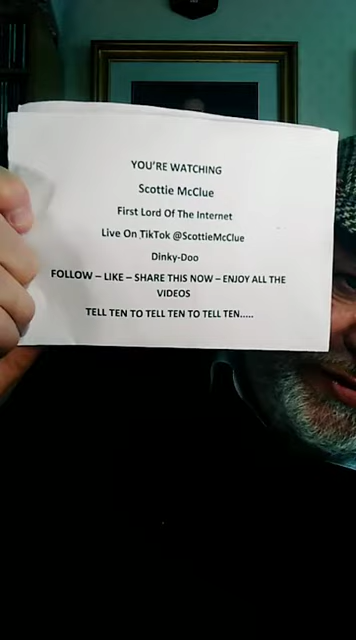 YOU'RE WATCHING
Scottie McClue
First Lord Of The Internet
Live On TikTok @ScottieMcClue
Dinky-Doo
FOLLOW – LIKE – SHARE THIS NOW – ENJOY ALL THE
VIDEOS
TELL TEN TO TELL TEN TO TELL TEN.....